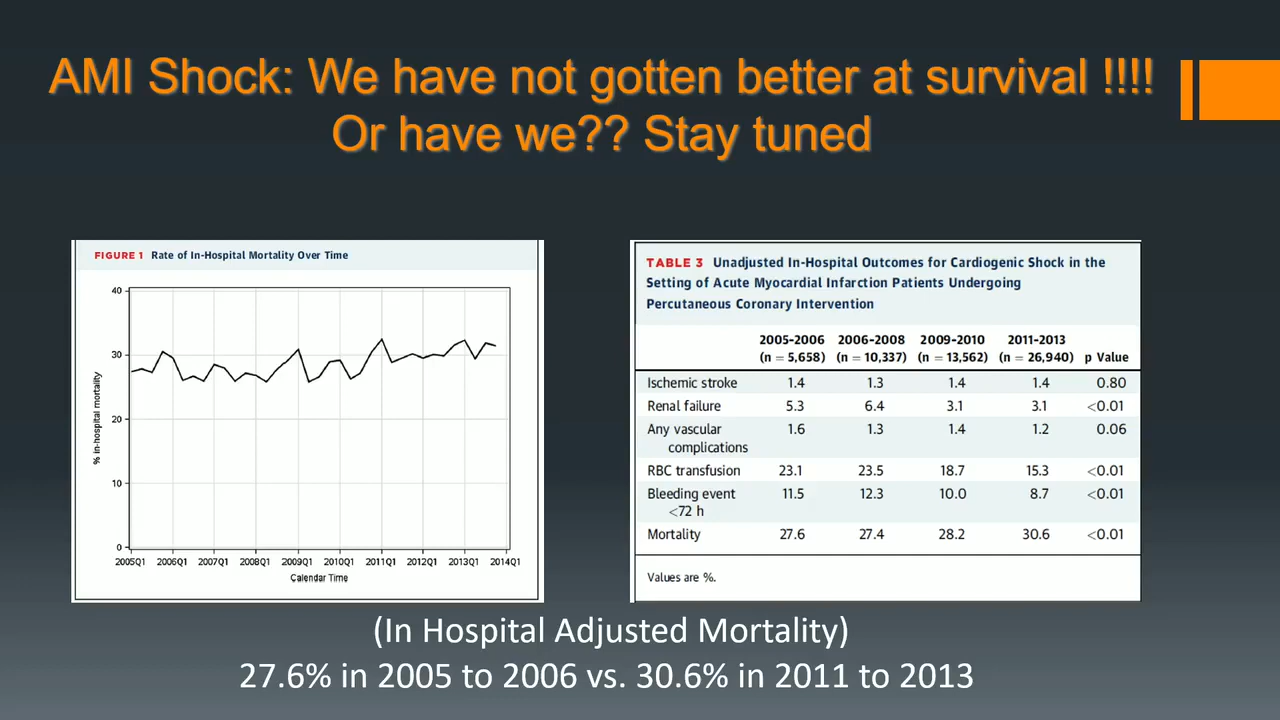 AMI Shock: We have not gotten better at survival !!!!
Or have we?? Stay tuned
FIGURE 1 Rate of In-Hospital Mortality Over Time
% in-hospital mortality
40
30
20
10
0
2005Q1 2006Q1 2007Q1 2008Q1 2009Q1 2010Q1 2011Q1 2012Q1 2013Q1 2014Q1
Calendar Time
TABLE 3 Unadjusted In-Hospital Outcomes for Cardiogenic Shock in the
Setting of Acute Myocardial Infarction Patients Undergoing
Percutaneous Coronary Intervention
2005–2006 2006–2008 2009–2010 2011–2013
(n = 5,658) (n = 10,337) (n = 13,562) (n = 26,940) p Value
Ischemic stroke 1.4 1.3 1.4 1.4 0.80
Renal failure 5.3 6.4 3.1 3.1 <0.01
Any vascular 1.6 1.3 1.4 1.2 0.06
complications
RBC transfusion 23.1 23.5 18.7 15.3 <0.01
Bleeding event 11.5 12.3 10.0 8.7 <0.01
<72 h
Mortality 27.6 27.4 28.2 30.6 <0.01
Values are %.
(In Hospital Adjusted Mortality)
27.6% in 2005 to 2006 vs. 30.6% in 2011 to 2013